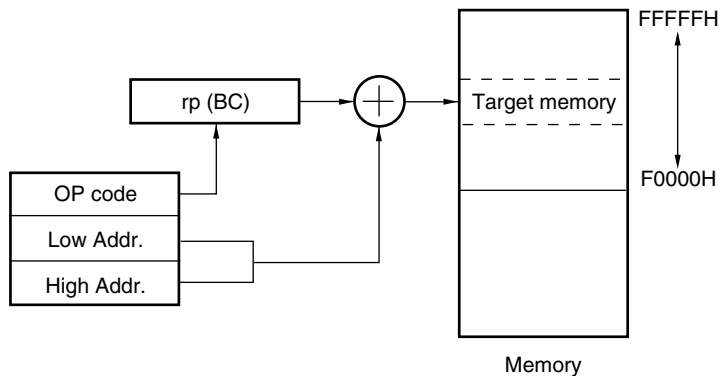 FFFFFH
rp (BC)
Target memory
OP code
F0000H
Low Addr.
High Addr.
Memory